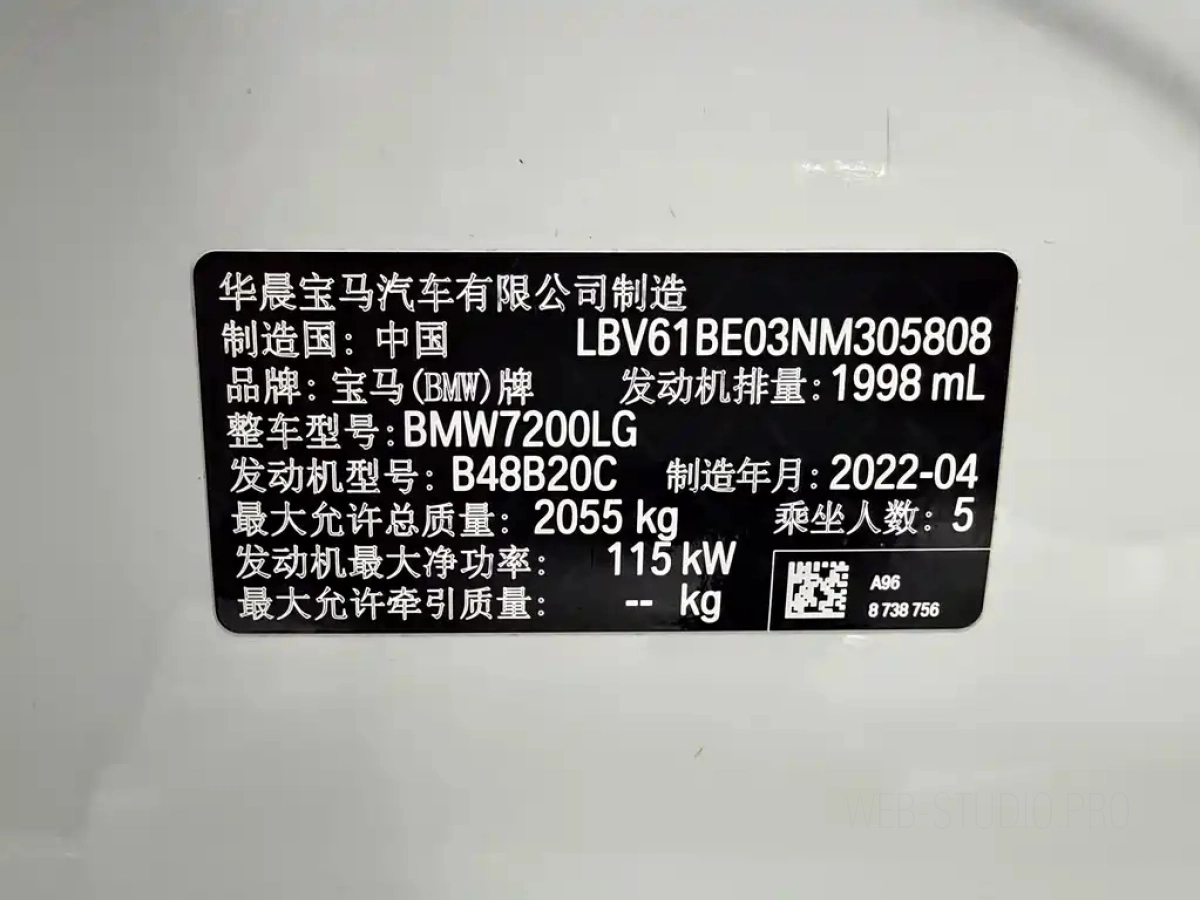 华晨宝马汽车有限公司制造
制造国：中国 LBV61BE03NM305808
品牌：宝马(BMW)牌 发动机排量：1998 mL
整车型号：BMW7200LG
发动机型号：B48B20C 制造年月：2022-04
最大允许总质量：2055 kg 乘坐人数：5
发动机最大净功率：115 kW
最大允许牵引质量：-- kg
A96
8 738 756
WEB-STUDIO PRO